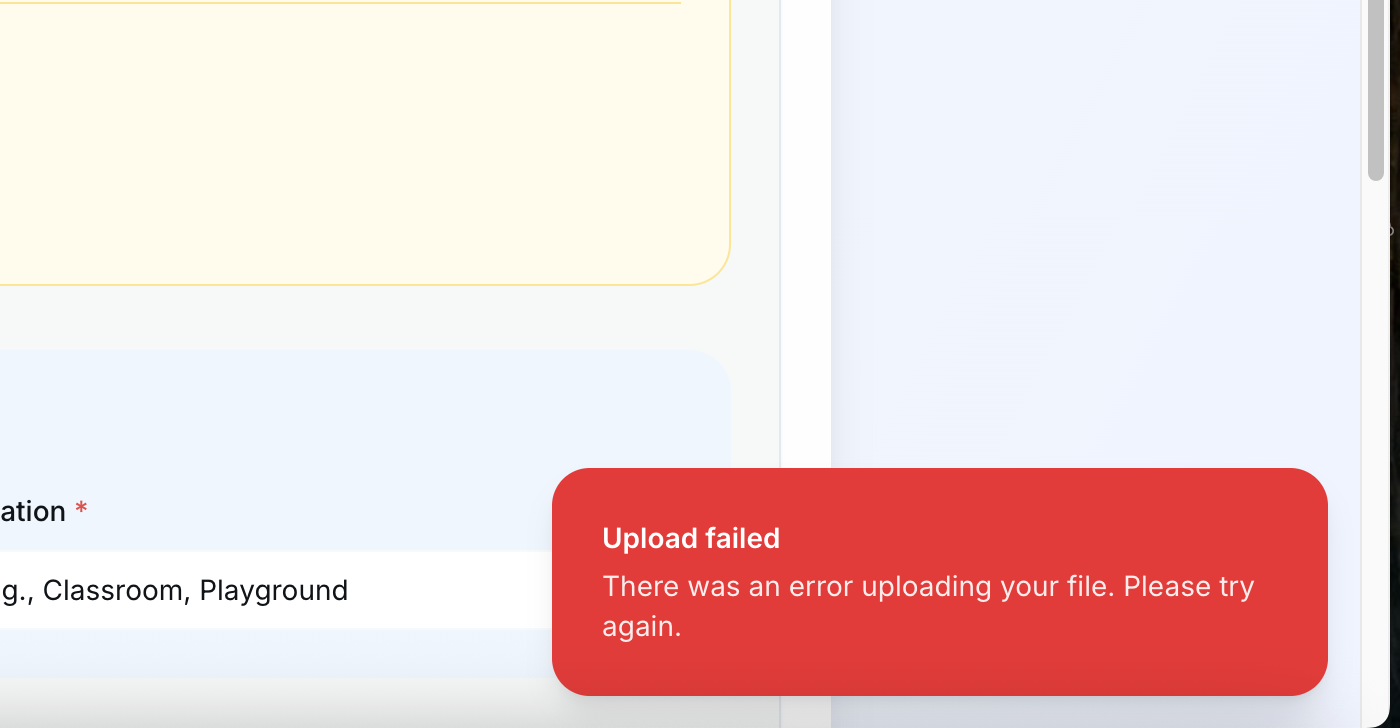 ation *
g., Classroom, Playground
Upload failed
There was an error uploading your file. Please try
again.